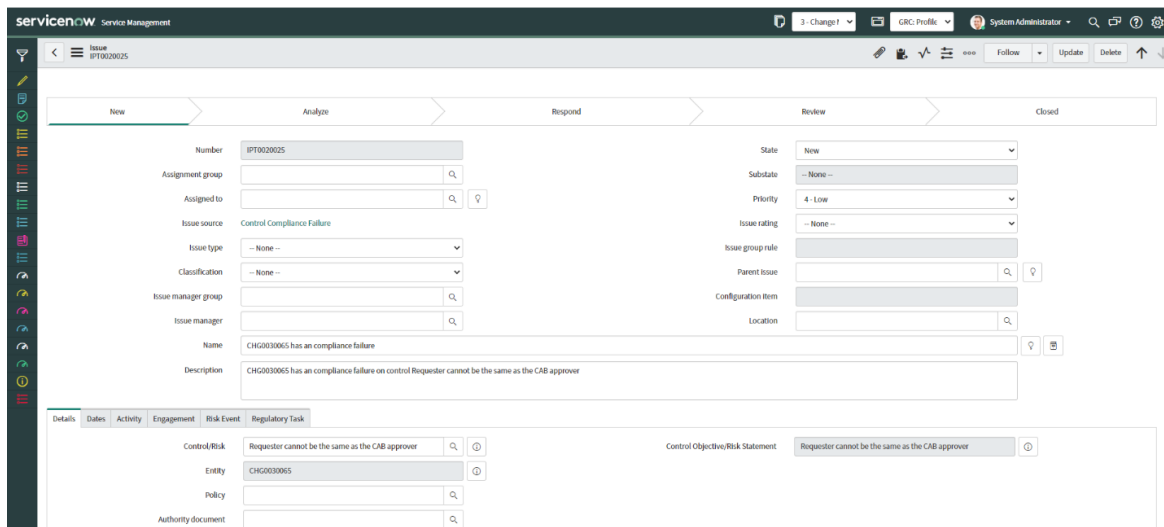 servicenow Service Management
3 - Change M
GRC: Profile
System Administrator
Issue
IPT0020025
Follow
Update
Delete
New
Analyze
Respond
Review
Closed
Number IPT0020025
State New
Assignment group
Substate -- None --
Assigned to
Priority 4 - Low
Issue source Control Compliance Failure
Issue rating -- None --
Issue type -- None --
Issue group rule
Classification -- None --
Parent Issue
Issue manager group
Configuration item
Issue manager
Location
Name CHG0030065 has an compliance failure
Description CHG0030065 has an compliance failure on control Requester cannot be the same as the CAB approver
Details Dates Activity Engagement Risk Event Regulatory Task
Control/Risk Requester cannot be the same as the CAB approver
Control Objective/Risk Statement Requester cannot be the same as the CAB approver
Entity CHG0030065
Policy
Authority document